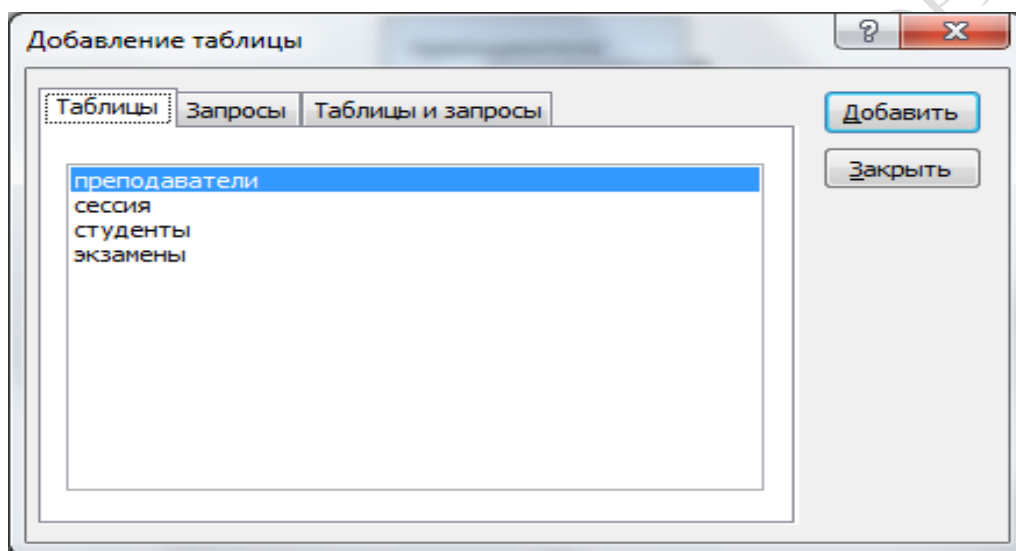 Добавление таблицы
?
Таблицы Запросы Таблицы и запросы
Добавить
Закрыть
преподаватели
сессия
студенты
экзамены